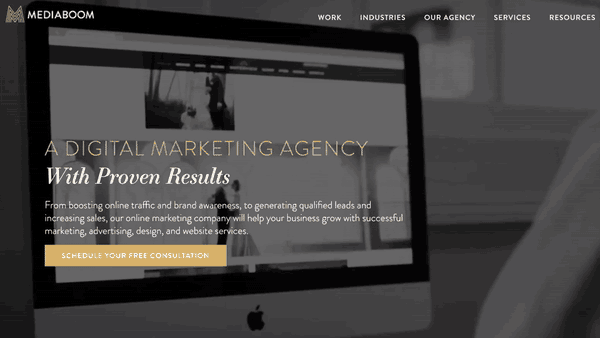 MEDIABOOM
WORK INDUSTRIES OUR AGENCY SERVICES RESOURCES
A DIGITAL MARKETING AGENCY
With Proven Results
From boosting online traffic and brand awareness, to generating qualified leads and
increasing sales, our online marketing company will help your business grow with successful
marketing, advertising, design, and website services.
SCHEDULE YOUR FREE CONSULTATION